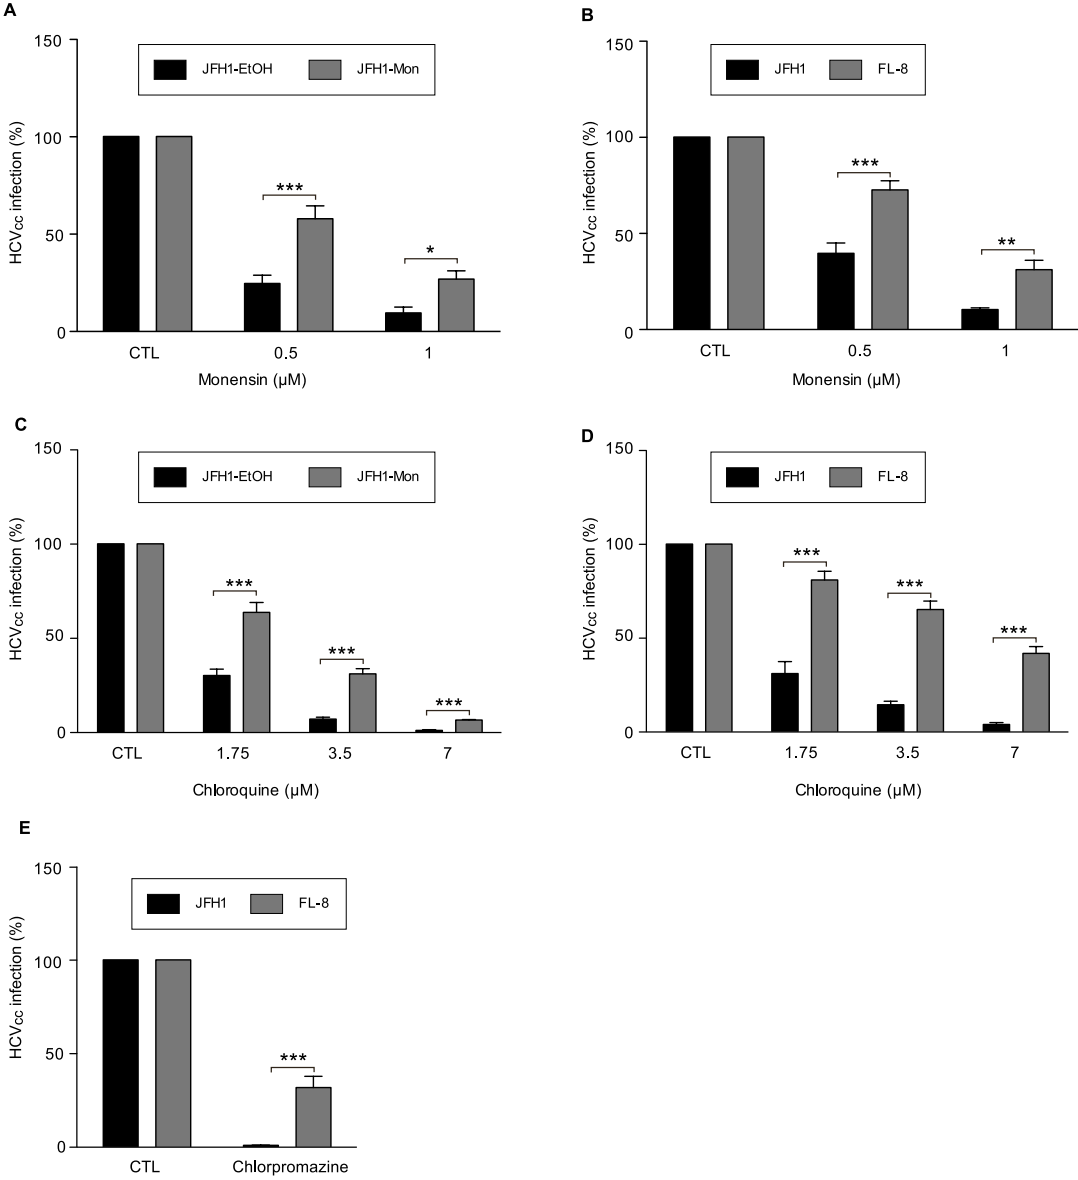 A
150
100
50
0
HCVcc infection (%)
JFH1-EtOH JFH1-Mon
***
*
CTL 0.5 1
Monensin (µM)
B
150
100
50
0
HCVcc infection (%)
JFH1 FL-8
***
**
CTL 0.5 1
Monensin (µM)
C
150
100
50
0
HCVcc infection (%)
JFH1-EtOH JFH1-Mon
***
***
***
CTL 1.75 3.5 7
Chloroquine (µM)
D
150
100
50
0
HCVcc infection (%)
JFH1 FL-8
***
***
***
CTL 1.75 3.5 7
Chloroquine (µM)
E
150
100
50
0
HCVcc infection (%)
JFH1 FL-8
***
CTL Chlorpromazine